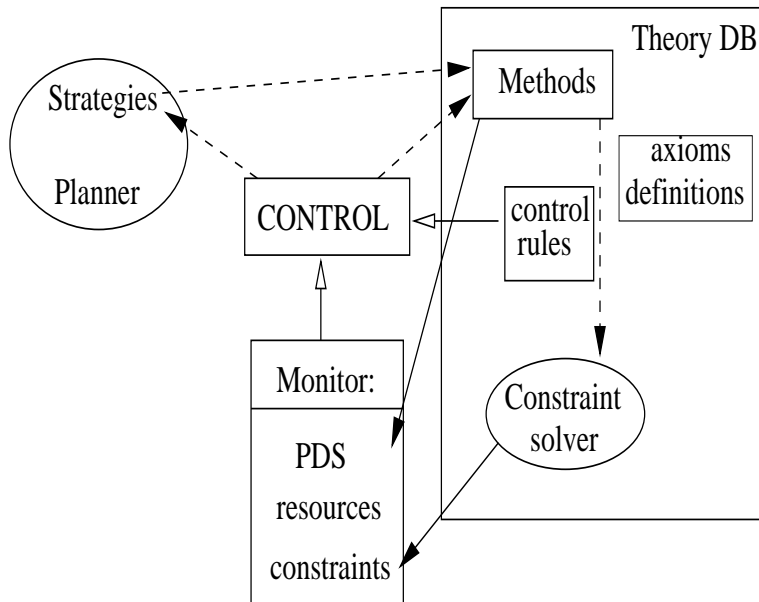 Theory DB
Strategies
Planner
Methods
axioms
definitions
CONTROL
control
rules
Monitor:
PDS
resources
constraints
Constraint
solver